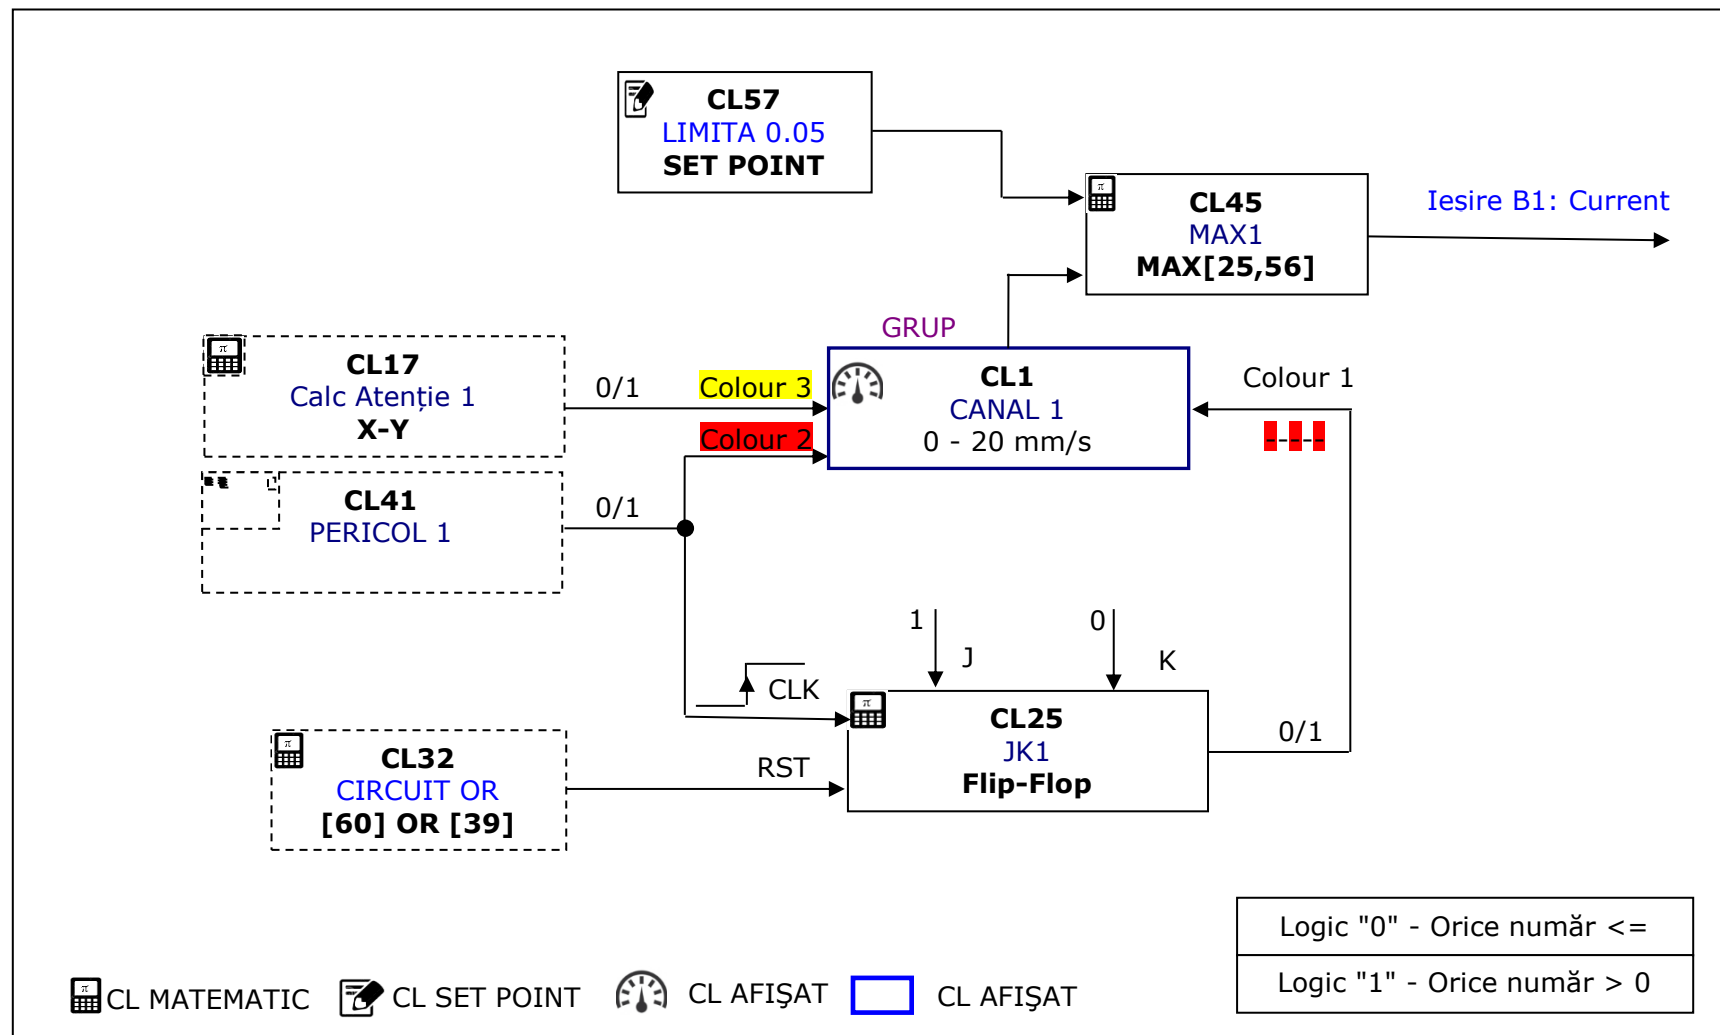 CL57
LIMITA 0.05
SET POINT
CL45
MAX1
MAX[25,56]
Ieșire B1: Current
GRUP
CL17
Calc Atenție 1
X-Y
0/1
Colour 3
CL1
CANAL 1
0 - 20 mm/s
Colour 1
-----
Colour 2
CL41
PERICOL 1
0/1
1
J
0
K
CLK
CL25
JK1
Flip-Flop
0/1
CL32
CIRCUIT OR
[60] OR [39]
RST
Logic "0" - Orice număr <=
Logic "1" - Orice număr > 0
CL MATEMATIC
CL SET POINT
CL AFIŞAT
CL AFIŞAT